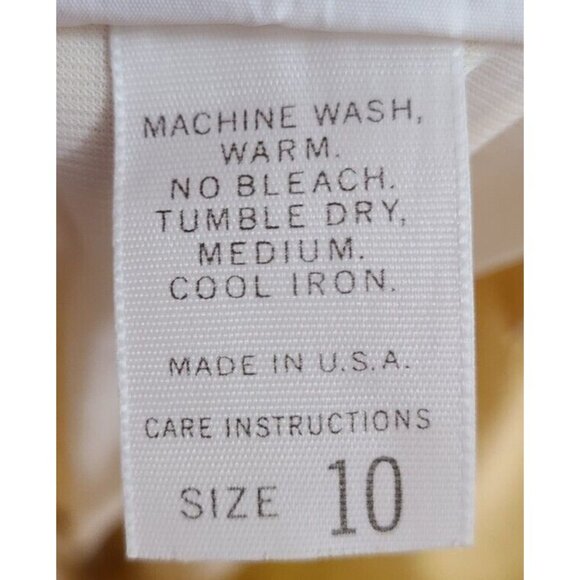 MACHINE WASH,
WARM.
NO BLEACH.
TUMBLE DRY,
MEDIUM.
COOL IRON.
MADE IN U.S.A.
CARE INSTRUCTIONS
SIZE 10